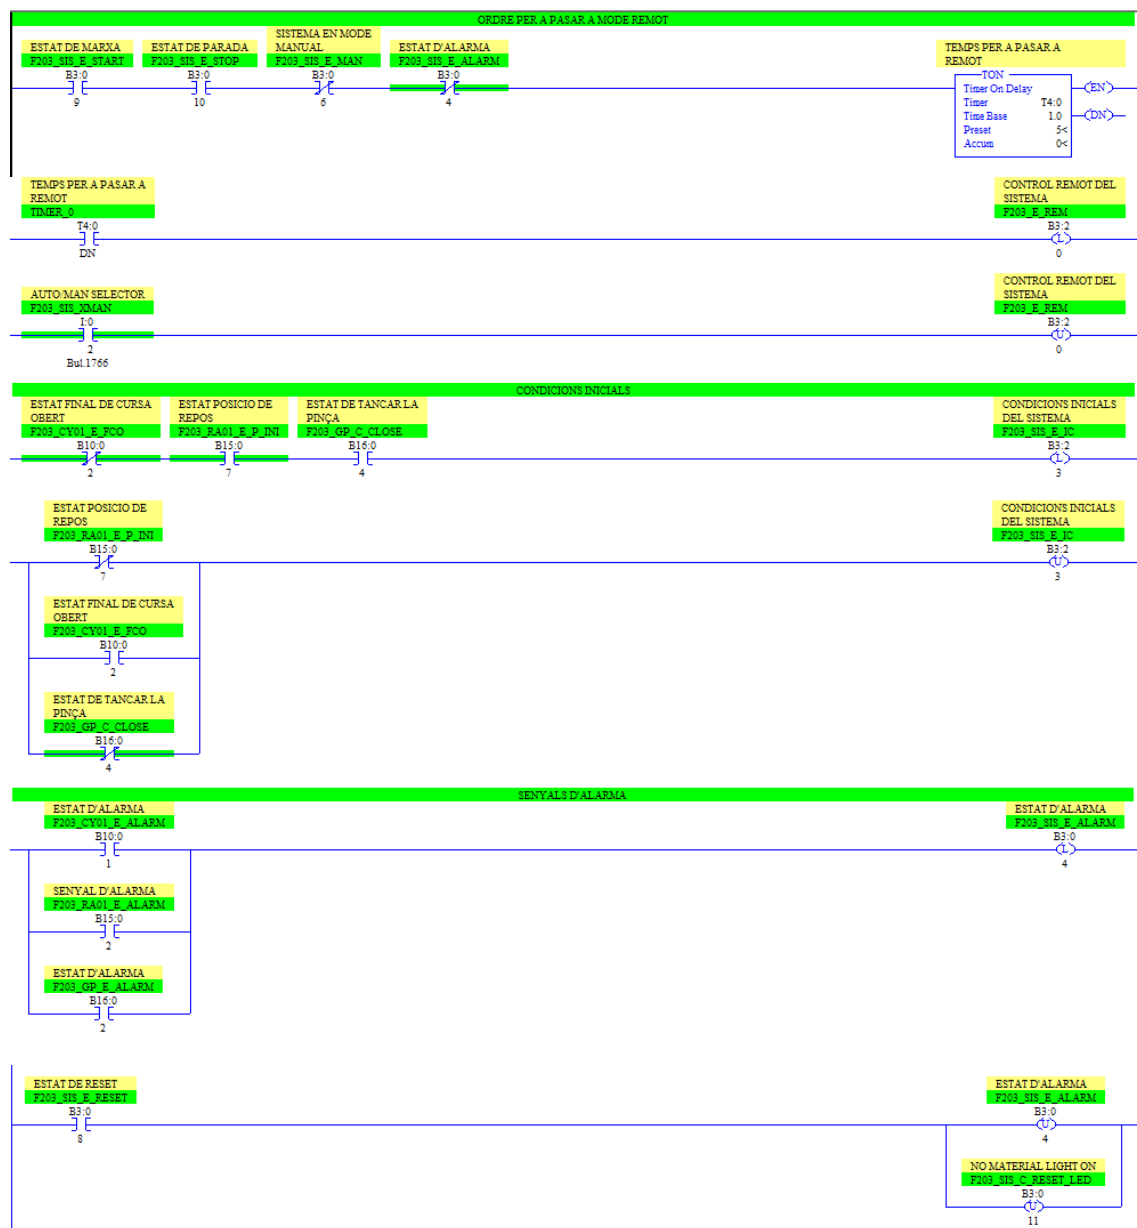 ORDRE PER A PASAR A MODE REMOT
ESTAT DE MARXA
F203_SIS_E_START
B3:0
9
ESTAT DE PARADA
F203_SIS_E_STOP
B3:0
10
SISTEMA EN MODE
MANUAL
F203_SIS_E_MAN
B3:0
6
ESTAT D'ALARMA
F203_SIS_E_ALARM
B3:0
4
TEMPS PER A PASAR A
REMOT
TON
Timer On Delay
Timer T4:0
Time Base 1.0
Preset 5<
Accum 0<
EN
DN
TEMPS PER A PASAR A
REMOT
TIMER_0
T4:0
DN
CONTROL REMOT DEL
SISTEMA
F203_E_REM
B3:2
L
0
AUTO/MAN SELECTOR
F203_SIS_XMAN
I:0
2
Bul.1766
CONTROL REMOT DEL
SISTEMA
F203_E_REM
B3:2
U
0
CONDICIONS INICIALS
ESTAT FINAL DE CURSA
OBERT
F203_CY01_E_FCO
B10:0
2
ESTAT POSICIO DE
REPOS
F203_RA01_E_P_INI
B15:0
7
ESTAT DE TANCAR LA
PINÇA
F203_GP_C_CLOSE
B16:0
4
CONDICIONS INICIALS
DEL SISTEMA
F203_SIS_E_IC
B3:2
L
3
ESTAT POSICIO DE
REPOS
F203_RA01_E_P_INI
B15:0
7
CONDICIONS INICIALS
DEL SISTEMA
F203_SIS_E_IC
B3:2
U
3
ESTAT FINAL DE CURSA
OBERT
F203_CY01_E_FCO
B10:0
2
ESTAT DE TANCAR LA
PINÇA
F203_GP_C_CLOSE
B16:0
4
SENYALS D'ALARMA
ESTAT D'ALARMA
F203_CY01_E_ALARM
B10:0
1
ESTAT D'ALARMA
F203_SIS_E_ALARM
B3:0
L
4
SENYAL D'ALARMA
F203_RA01_E_ALARM
B15:0
2
ESTAT D'ALARMA
F203_GP_E_ALARM
B16:0
2
ESTAT DE RESET
F203_SIS_E_RESET
B3:0
8
ESTAT D'ALARMA
F203_SIS_E_ALARM
B3:0
U
4
NO MATERIAL LIGHT ON
F203_SIS_C_RESET_LED
B3:0
U
11